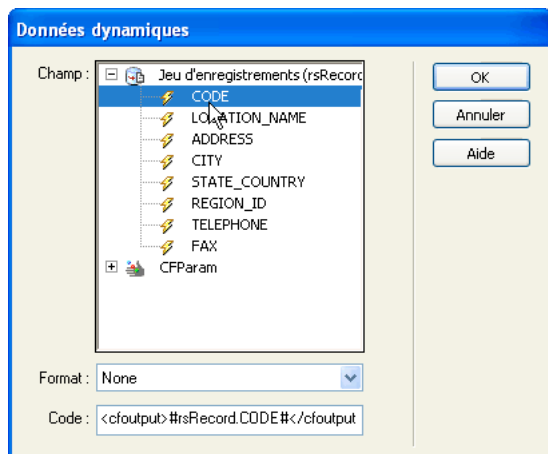 Données dynamiques
Champ :
Jeu d'enregistrements (rsRecord
CODE
LOCATION_NAME
ADDRESS
CITY
STATE_COUNTRY
REGION_ID
TELEPHONE
FAX
CFParam
OK
Annuler
Aide
Format : None
Code : <cfoutput>#rsRecord.CODE#</cfoutput